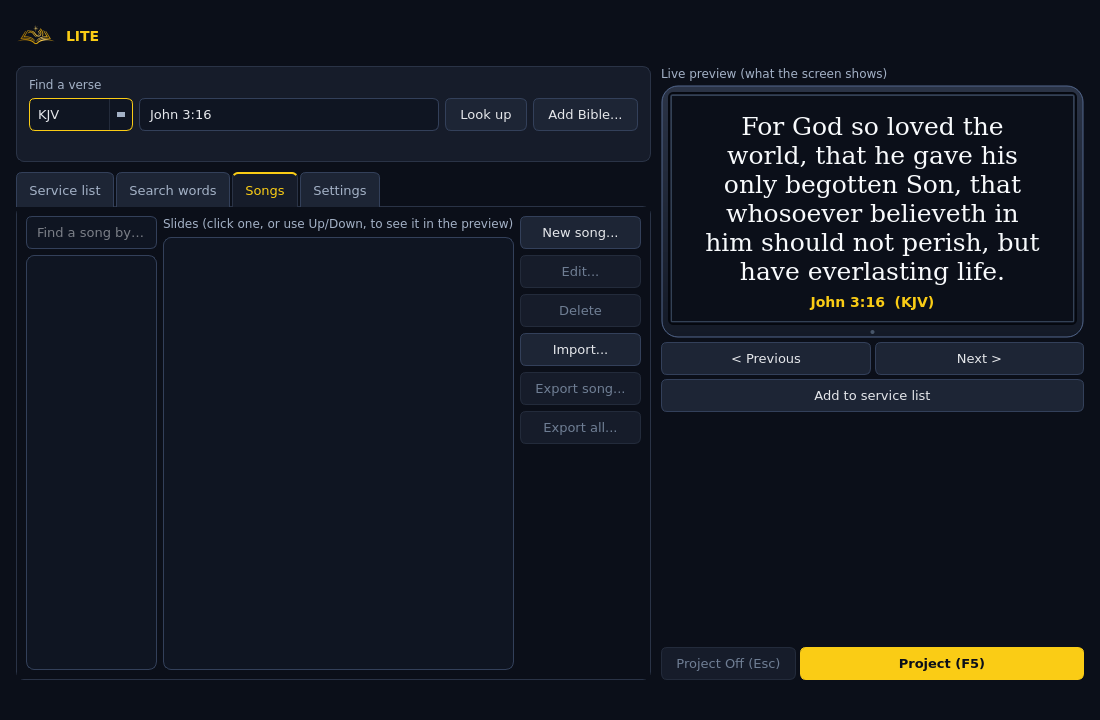 LITE
Find a verse
KJV
John 3:16
Look up
Add Bible...
Service list
Search words
Songs
Settings
Find a song by...
Slides (click one, or use Up/Down, to see it in the preview)
New song...
Edit...
Delete
Import...
Export song...
Export all...
Live preview (what the screen shows)
For God so loved the
world, that he gave his
only begotten Son, that
whosoever believeth in
him should not perish, but
have everlasting life.
John 3:16 (KJV)
< Previous
Next >
Add to service list
Project Off (Esc)
Project (F5)